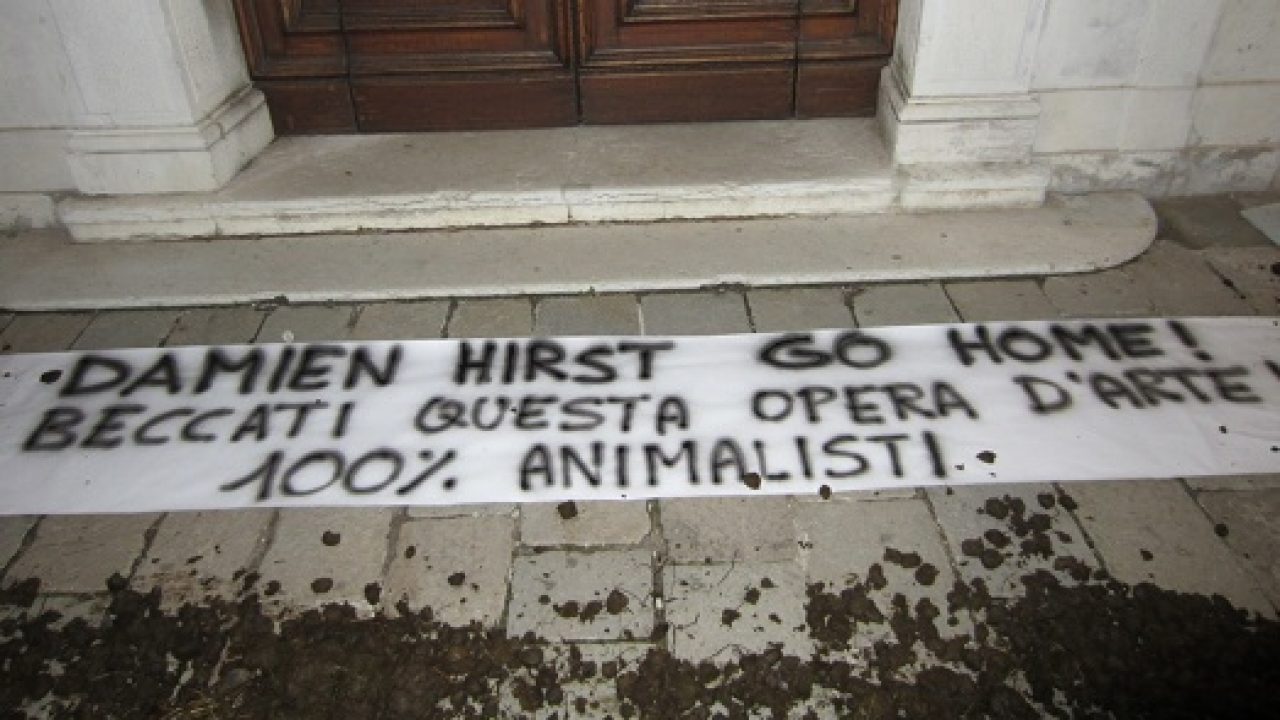 DAMIEN HIRST GO HOME!
BECCATI QUESTA OPERA D'ARTE!
100% ANIMALISTI